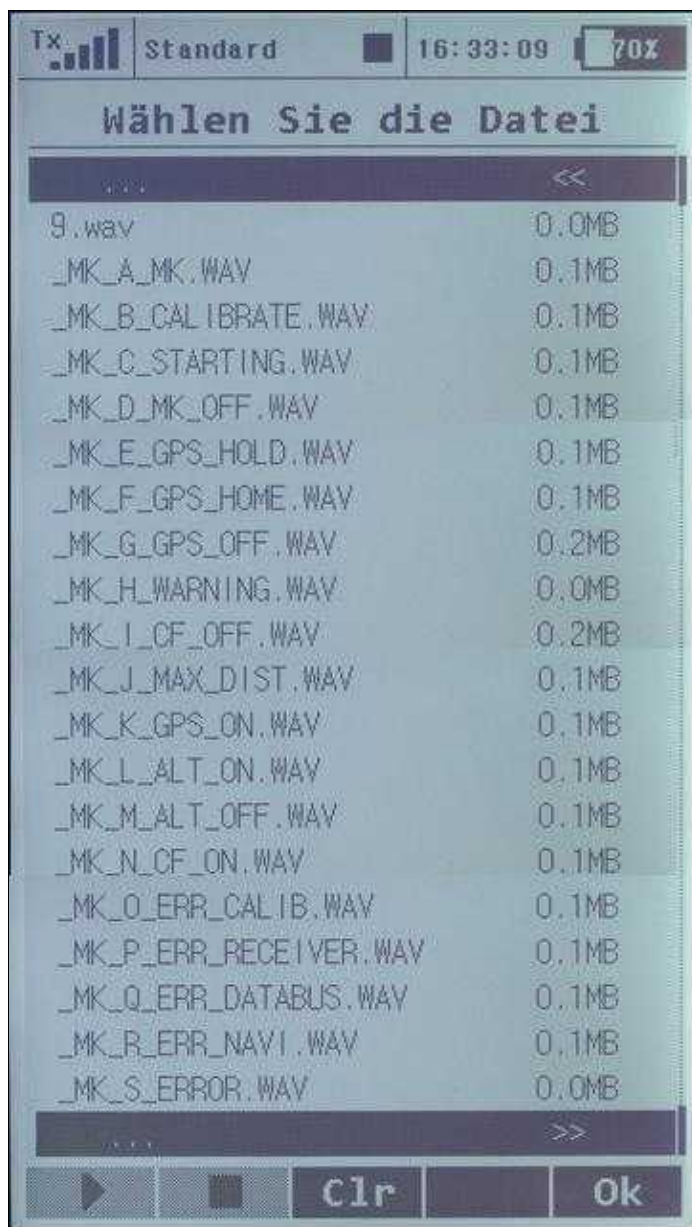 Tx Standard 16:33:09 70%
Wählen Sie die Datei
... <<
9.wav 0.0MB
_MK_A_MK.WAV 0.1MB
_MK_B_CALIBRATE.WAV 0.1MB
_MK_C_STARTING.WAV 0.1MB
_MK_D_MK_OFF.WAV 0.1MB
_MK_E_GPS_HOLD.WAV 0.1MB
_MK_F_GPS_HOME.WAV 0.1MB
_MK_G_GPS_OFF.WAV 0.2MB
_MK_H_WARNING.WAV 0.0MB
_MK_I_CF_OFF.WAV 0.2MB
_MK_J_MAX_DIST.WAV 0.1MB
_MK_K_GPS_ON.WAV 0.1MB
_MK_L_ALT_ON.WAV 0.1MB
_MK_M_ALT_OFF.WAV 0.1MB
_MK_N_CF_ON.WAV 0.1MB
_MK_O_ERR_CALIB.WAV 0.1MB
_MK_P_ERR_RECEIVER.WAV 0.1MB
_MK_Q_ERR_DATABUS.WAV 0.1MB
_MK_R_ERR_NAVI.WAV 0.1MB
_MK_S_ERROR.WAV 0.0MB
... >>
Clr Ok